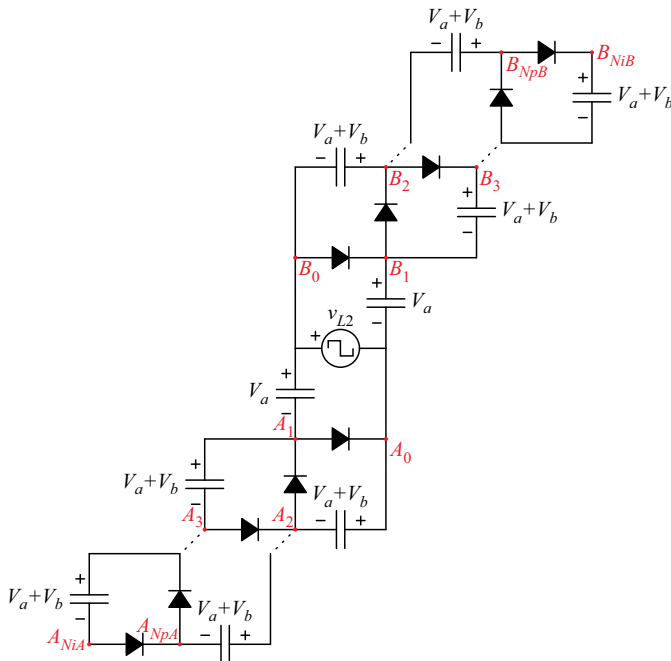 V_a+V_b
− +
B_NpB
B_NiB
+
V_a+V_b
−
V_a+V_b
− +
B_2
B_3
+
V_a+V_b
−
B_0
B_1
+
V_a
−
v_L2
+
+
V_a
−
A_1
A_0
+
V_a+V_b
−
V_a+V_b
− +
A_3
A_2
+
V_a+V_b
−
V_a+V_b
− +
A_NiA
A_NpA